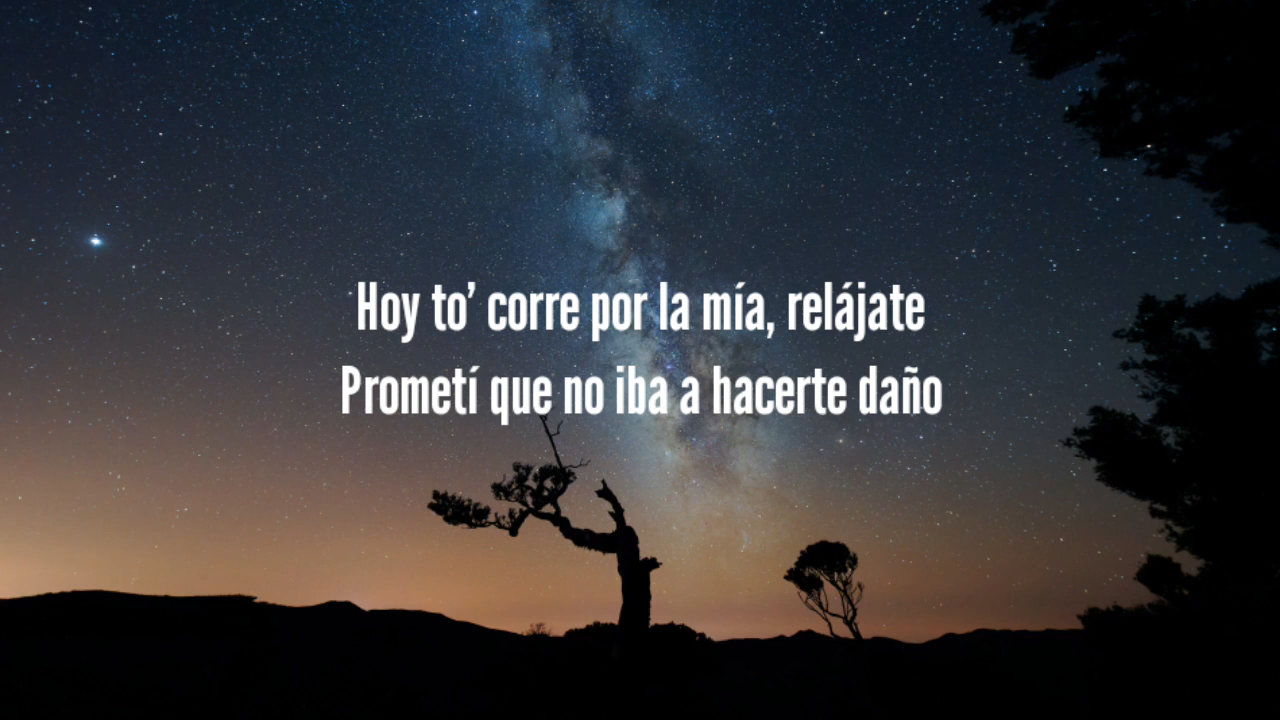 Hoy to’ corre por la mía, relájate
Prometí que no iba a hacerte daño